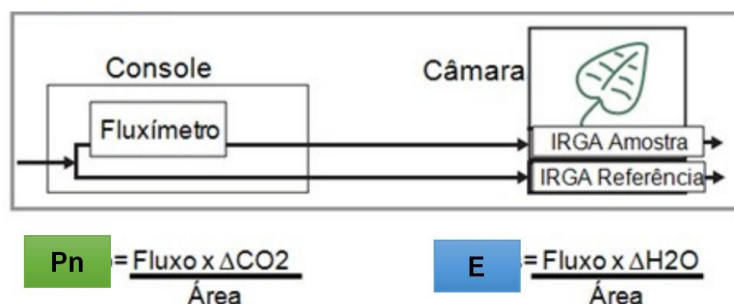 Console
Câmara
Fluxímetro
IRGA Amostra
IRGA Referência
Pn = Fluxo x ΔCO2
Área
E = Fluxo x ΔH2O
Área